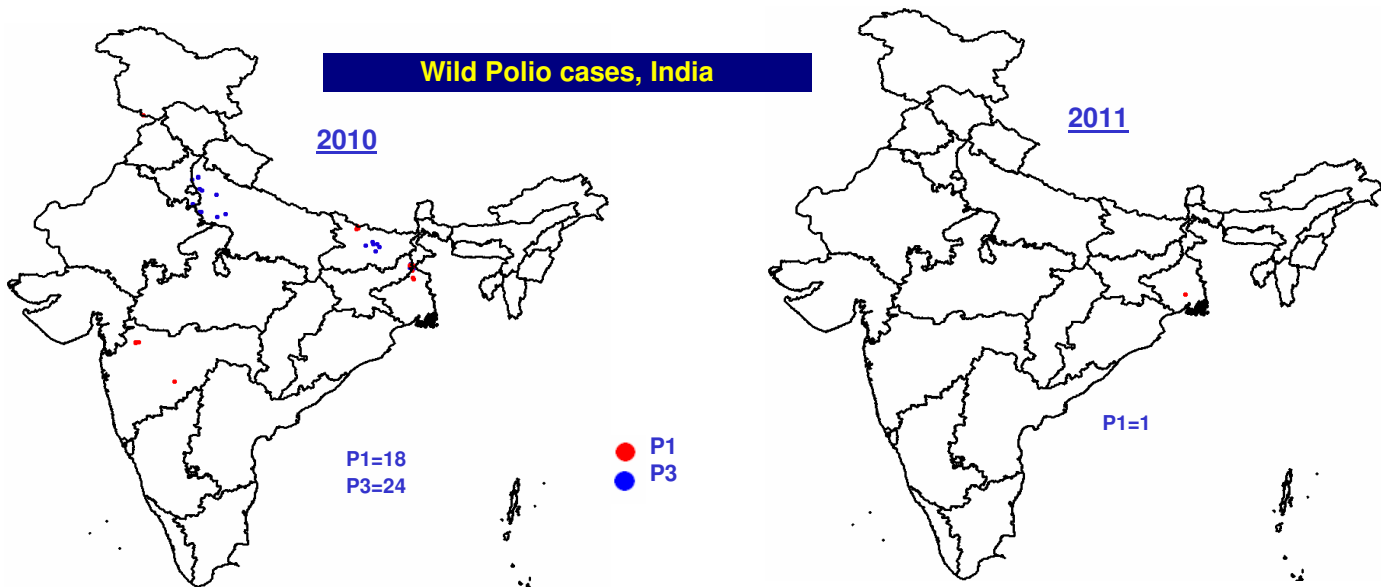 Wild Polio cases, India
2010
2011
P1=18
P3=24
P1
P3
P1=1